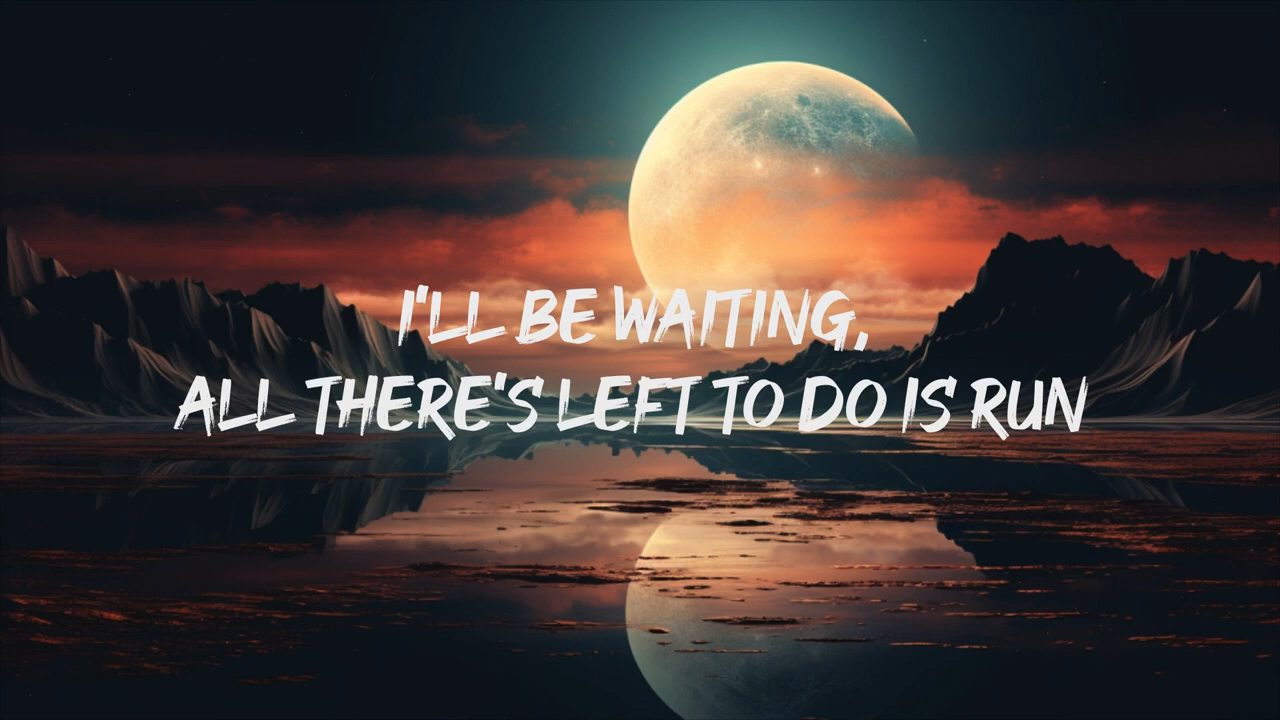 I'LL BE WAITING,
ALL THERE'S LEFT TO DO IS RUN